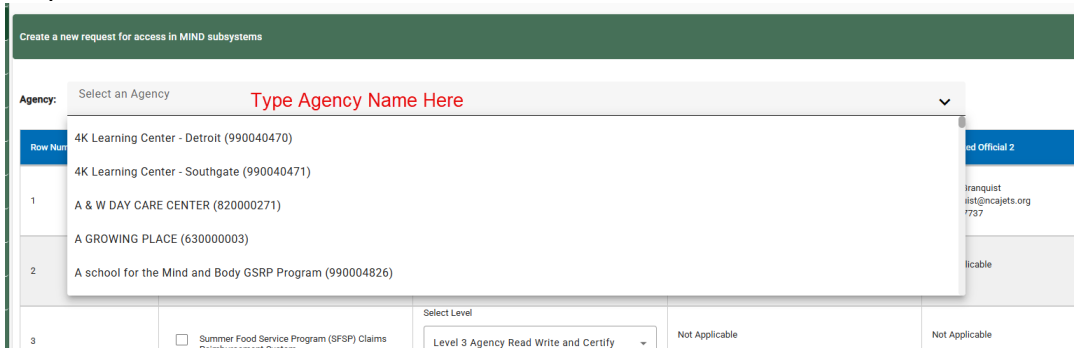 Create a new request for access in MIND subsystems
Agency:
Select an Agency
Type Agency Name Here
4K Learning Center - Detroit (990040470)
4K Learning Center - Southgate (990040471)
A & W DAY CARE CENTER (820000271)
A GROWING PLACE (630000003)
A school for the Mind and Body GSRP Program (990004826)
Row Num
ed Official 2
1
ist@ncajets.org
7737
2
licable
Select Level
3
Summer Food Service Program (SFSP) Claims
Level 3 Agency Read Write and Certify
Not Applicable
Not Applicable